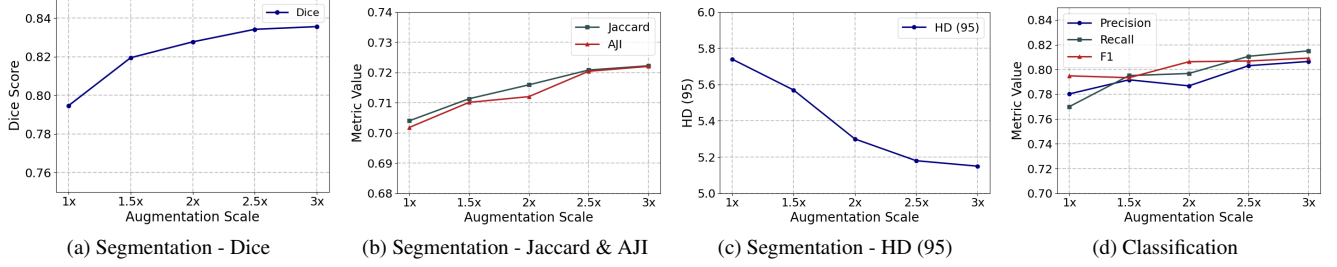 0.84
0.82
0.80
0.78
0.76
Dice Score
Dice
1x 1.5x 2x 2.5x 3x
Augmentation Scale
(a) Segmentation - Dice
0.74
0.73
0.72
0.71
0.70
0.69
0.68
Metric Value
Jaccard
AJI
1x 1.5x 2x 2.5x 3x
Augmentation Scale
(b) Segmentation - Jaccard & AJI
6.0
5.8
5.6
5.4
5.2
5.0
HD (95)
HD (95)
1x 1.5x 2x 2.5x 3x
Augmentation Scale
(c) Segmentation - HD (95)
0.84
0.82
0.80
0.78
0.76
0.74
0.72
0.70
Metric Value
Precision
Recall
F1
1x 1.5x 2x 2.5x 3x
Augmentation Scale
(d) Classification